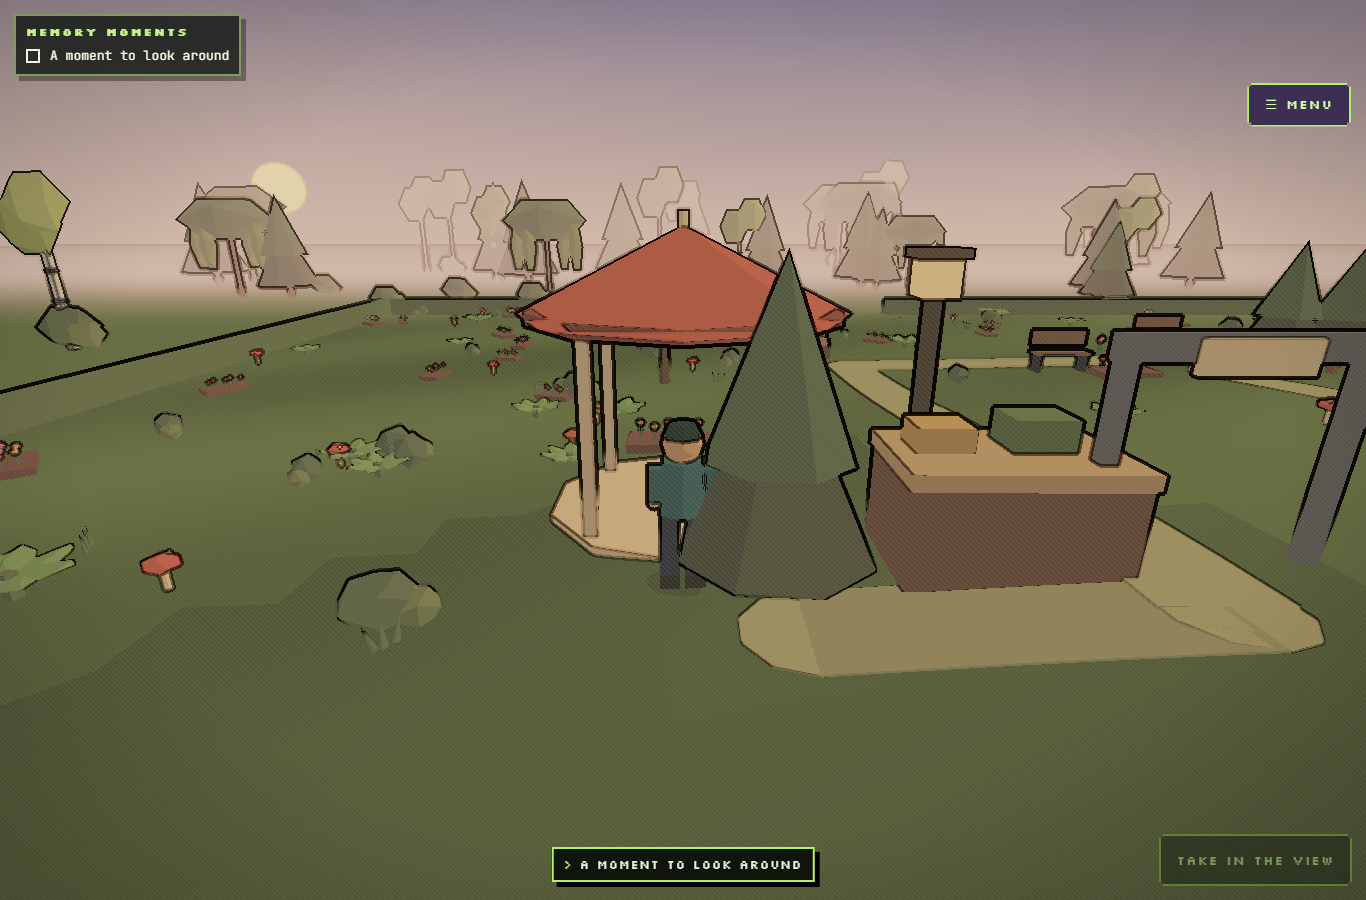 MEMORY MOMENTS
A moment to look around
☰ MENU
> A MOMENT TO LOOK AROUND
TAKE IN THE VIEW